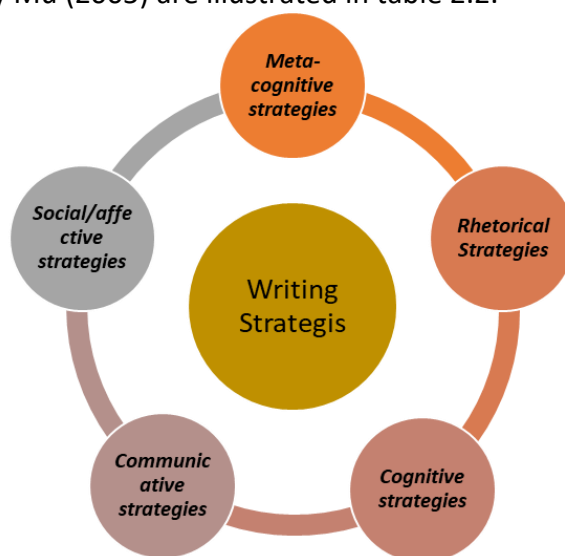 Mu (2005) are illustrated in table 2.2.
Meta-
cognitive
strategies
Rhetorical
Strategies
Cognitive
strategies
Communic
ative
strategies
Social/affe
ctive
strategies
Writing
Strategis